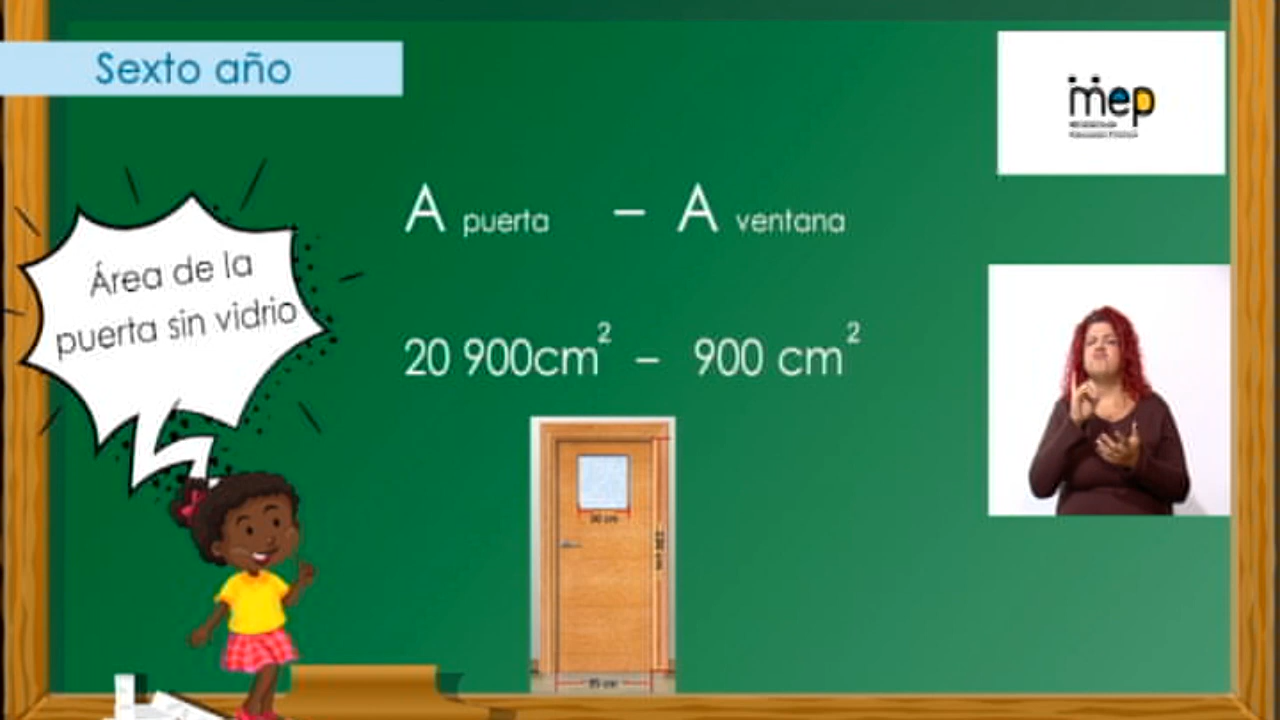 Sexto año
mep
Área de la
puerta sin vidrio
A puerta – A ventana
20 900cm² – 900 cm²